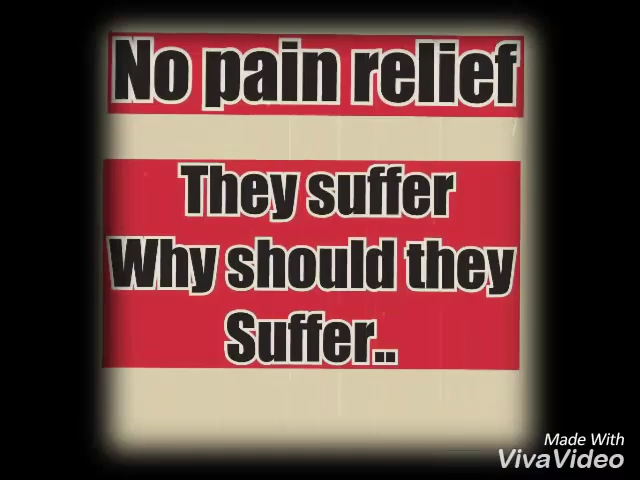 No pain relief
They suffer
Why should they
Suffer..
Made With
VivaVideo